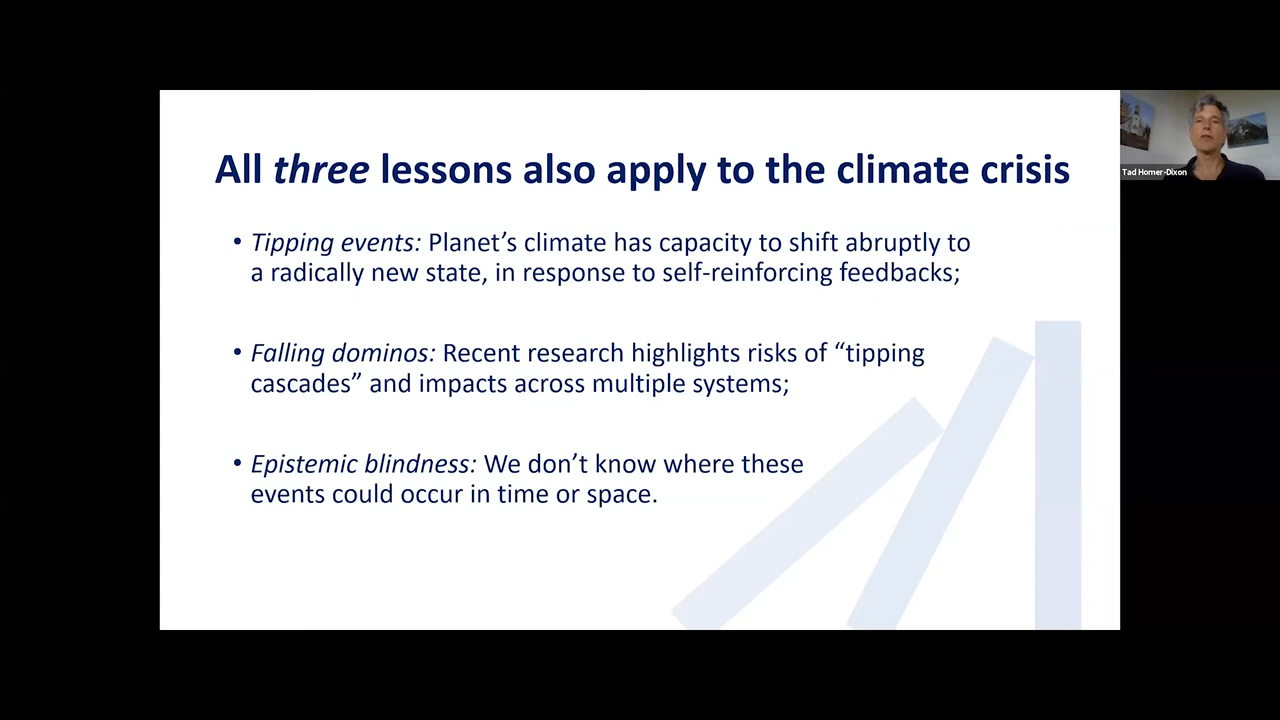 All three lessons also apply to the climate crisis
Tad Homer-Dixon
• Tipping events: Planet's climate has capacity to shift abruptly to
a radically new state, in response to self-reinforcing feedbacks;
• Falling dominos: Recent research highlights risks of “tipping
cascades” and impacts across multiple systems;
• Epistemic blindness: We don't know where these
events could occur in time or space.